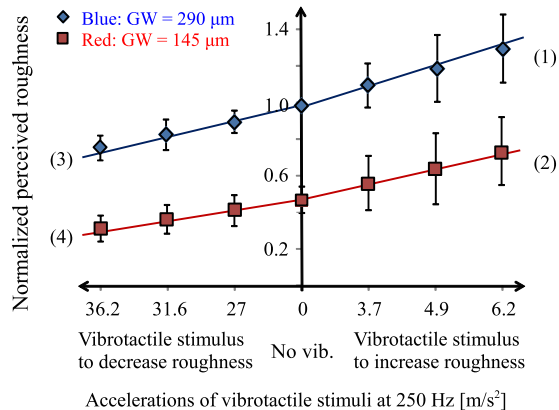 Blue: GW = 290 μm
Red: GW = 145 μm
Normalized perceived roughness
1.4
1.0
0.6
0.2
(1)
(2)
(3)
(4)
36.2 31.6 27 0 3.7 4.9 6.2
Vibrotactile stimulus
to decrease roughness
No vib.
Vibrotactile stimulus
to increase roughness
Accelerations of vibrotactile stimuli at 250 Hz [m/s²]